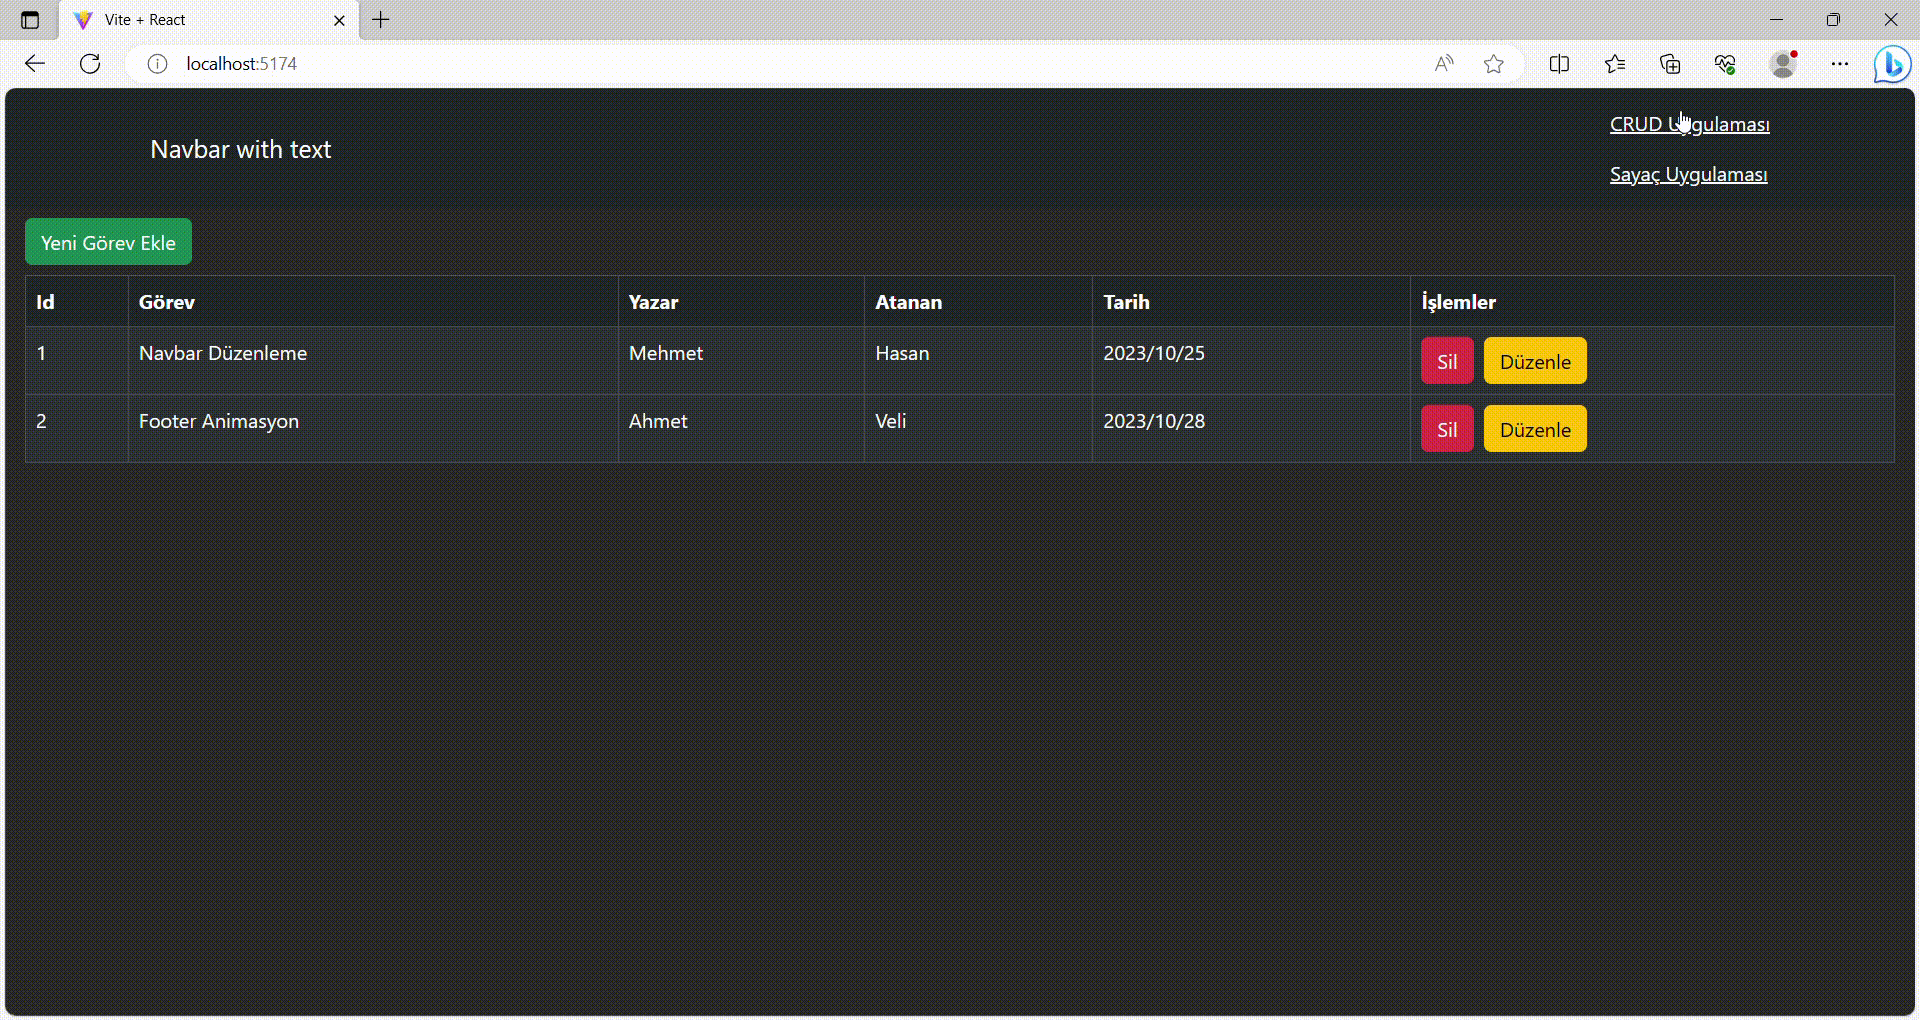 Vite + React
localhost:5174
Navbar with text
CRUD Uygulaması
Sayaç Uygulaması
Yeni Görev Ekle
Id Görev Yazar Atanan Tarih İşlemler
1 Navbar Düzenleme Mehmet Hasan 2023/10/25 Sil Düzenle
2 Footer Animasyon Ahmet Veli 2023/10/28 Sil Düzenle